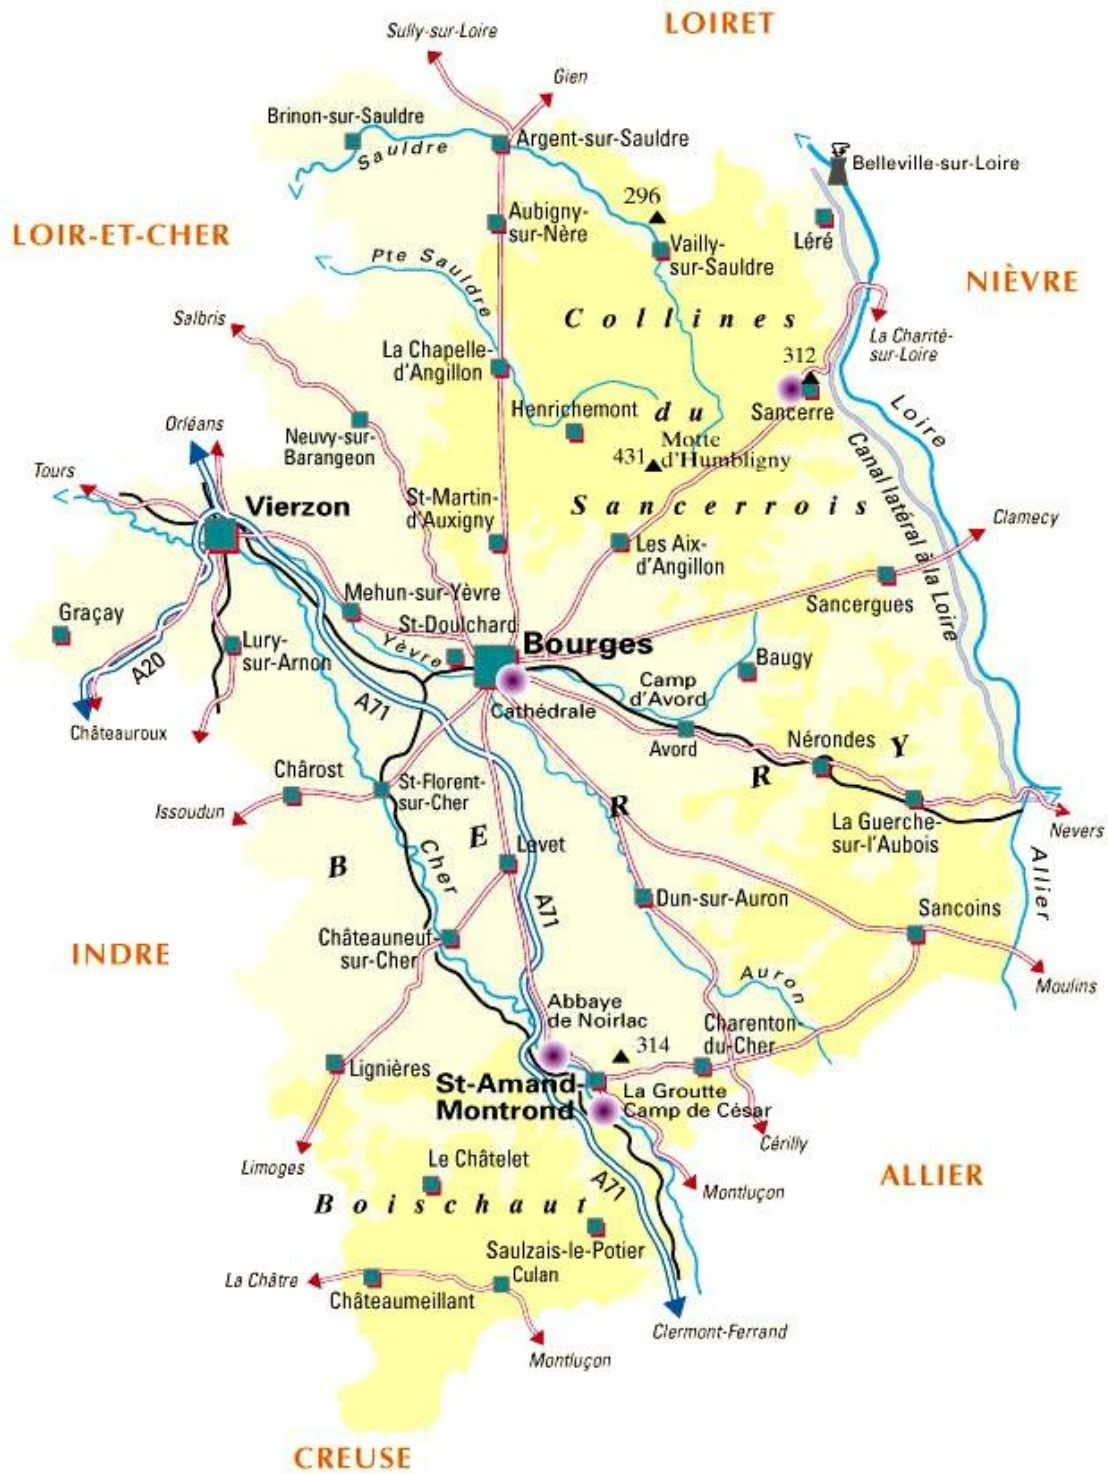 LOIRET
Sully-sur-Loire
Gien
Brinon-sur-Sauldre
Sauldre
Argent-sur-Sauldre
Belleville-sur-Loire
296
Aubigny-
sur-Nère
Léré
LOIR-ET-CHER
Vailly-
sur-Sauldre
Pte Sauldre
NIÈVRE
Collines
Salbris
La Charité-
sur-Loire
La Chapelle-
d'Angillon
312
Henrichemont
du
Sancerre
Loire
Orléans
Neuvy-sur-
Barangeon
Motte
d'Humbligny
431
Canal latéral à la Loire
Tours
Vierzon
St-Martin-
d'Auxigny
Sancerrois
Clamecy
Les Aix-
d'Angillon
Graçay
Mehun-sur-Yèvre
Sancergues
St-Doulchard
Yèvre
Bourges
Lury-
sur-Arnon
Baugy
A20
Camp
d'Avord
A71
Cathédrale
Châteauroux
Avord
Nérondes
Y
Chârost
St-Florent-
sur-Cher
R
Issoudun
R
La Guerche-
sur-l'Aubois
Nevers
E
Levet
B
Cher
Allier
A71
Dun-sur-Auron
Sancoins
INDRE
Châteauneuf-
sur-Cher
Auron
Moulins
Abbaye
de Noirlac
Charenton-
du-Cher
314
Lignières
St-Amand-
Montrond
La Groutte
Camp de César
Cérilly
Limoges
Le Châtelet
ALLIER
A71
Montluçon
Boischaut
Saulzais-le-Potier
La Châtre
Culan
Châteaumeillant
Clermont-Ferrand
Montluçon
CREUSE